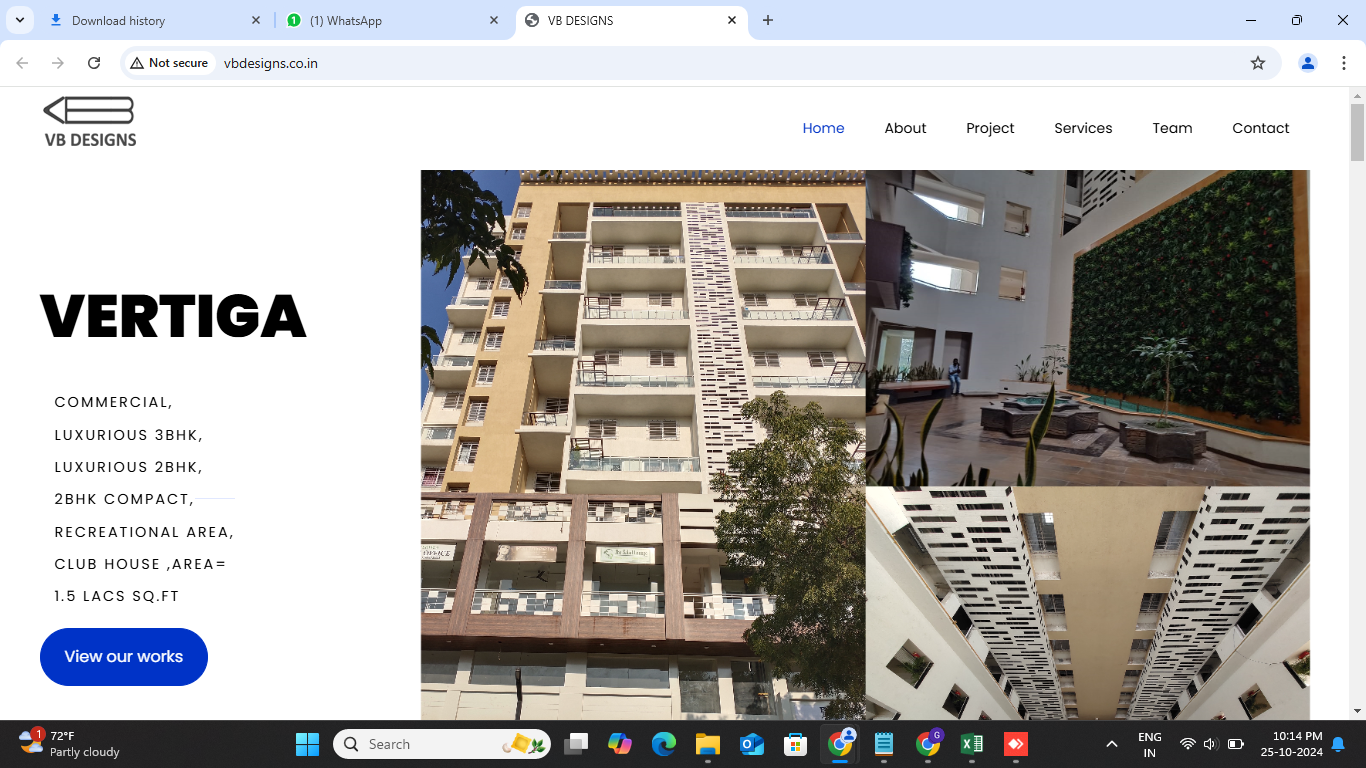 Download history
(1) WhatsApp
VB DESIGNS
Not secure
vbdesigns.co.in
VB DESIGNS
Home
About
Project
Services
Team
Contact
VERTIGA
COMMERCIAL,
LUXURIOUS 3BHK,
LUXURIOUS 2BHK,
2BHK COMPACT,
RECREATIONAL AREA,
CLUB HOUSE ,AREA=
1.5 LACS SQ.FT
View our works
1
72°F
Partly cloudy
Search
G
ENG
IN
10:14 PM
25-10-2024